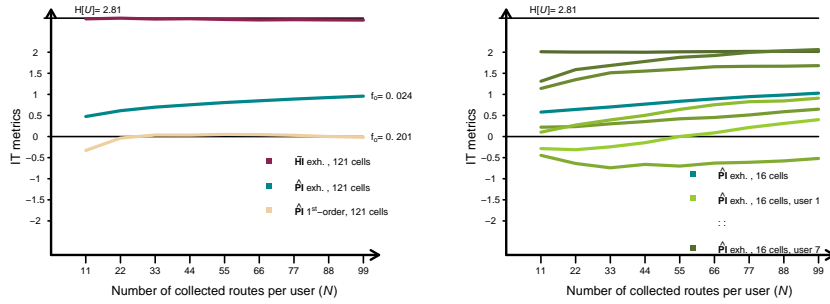 H[U]= 2.81
IT metrics
2
1.5
1
0.5
0
−0.5
−1
−1.5
−2
f₀= 0. 024
f₀= 0. 201
ĤI exh. , 121 cells
P̂I exh. , 121 cells
P̂I 1st−order, 121 cells
11 22 33 44 55 66 77 88 99
Number of collected routes per user (N)
H[U]= 2.81
IT metrics
2
1.5
1
0.5
0
−0.5
−1
−1.5
−2
P̂I exh. , 16 cells
P̂I exh. , 16 cells, user 1
: :
P̂I exh. , 16 cells, user 7
11 22 33 44 55 66 77 88 99
Number of collected routes per user (N)